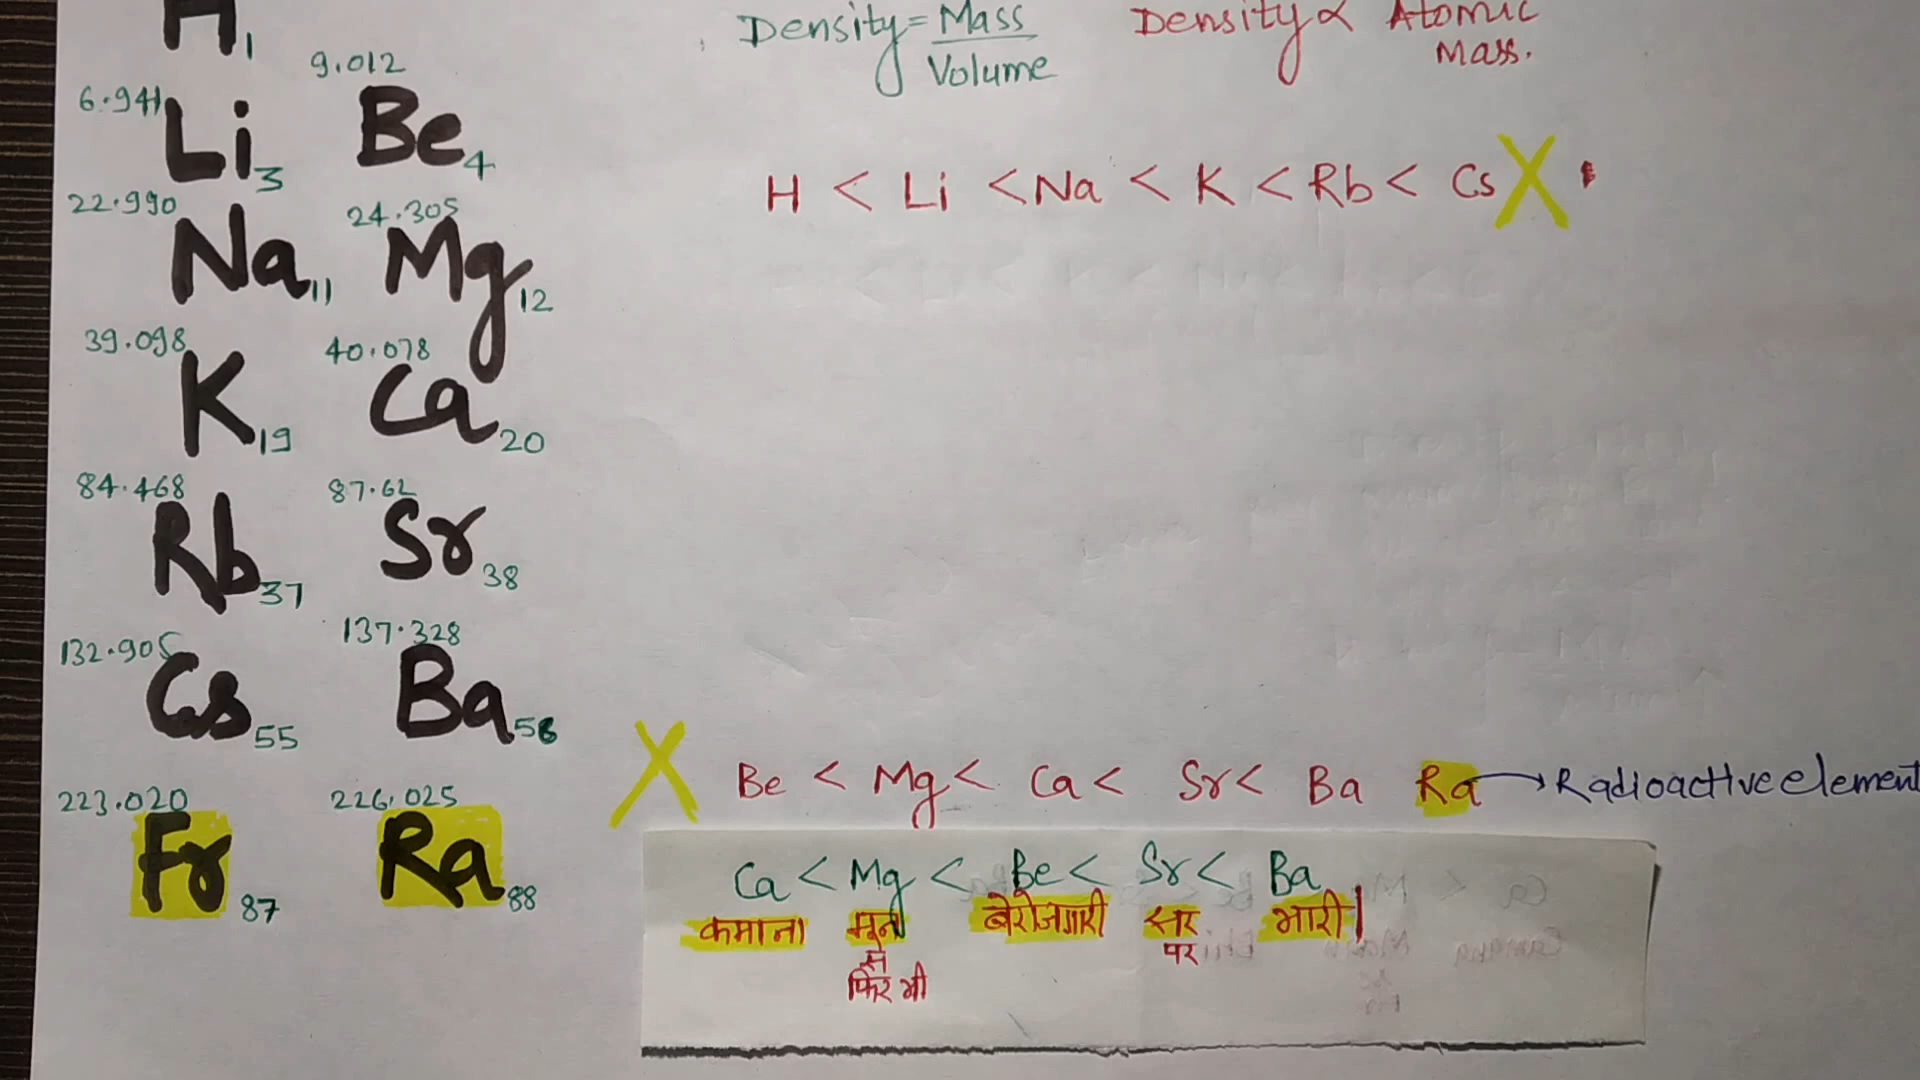 H 1
Density = Mass / Volume
Density ∝ Atomic Mass.
6.941 Li 3
9.012 Be 4
H < Li < Na < K < Rb < Cs X
22.990 Na 11
24.305 Mg 12
39.098 K 19
40.078 Ca 20
84.468 Rb 37
87.62 Sr 38
132.905 Cs 55
137.328 Ba 56
X Be < Mg < Ca < Sr < Ba Ra → Radioactive element
223.020 Fr 87
226.025 Ra 88
Ca < Mg < Be < Sr < Ba
कमाना मून बेरोजगारी सर भारी।
से पर
फिर भी